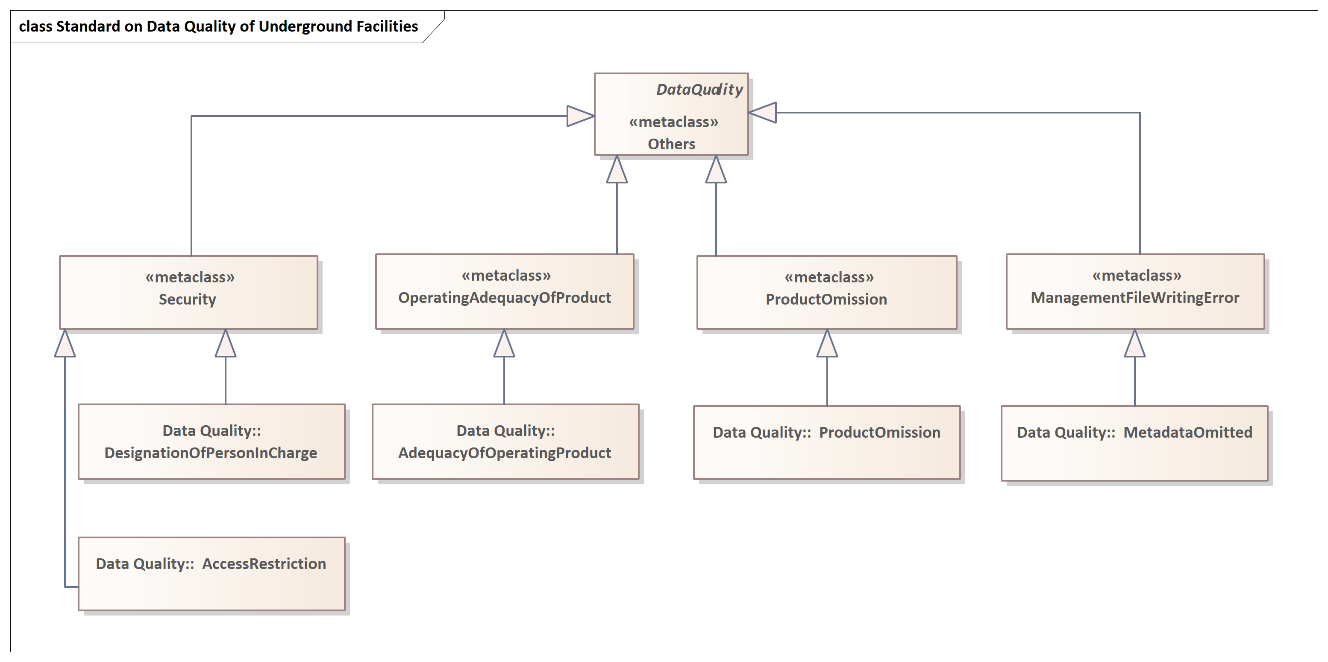 class Standard on Data Quality of Underground Facilities
DataQuality
«metaclass»
Others
«metaclass»
Security
«metaclass»
OperatingAdequacyOfProduct
«metaclass»
ProductOmission
«metaclass»
ManagementFileWritingError
Data Quality::
DesignationOfPersonInCharge
Data Quality::
AdequacyOfOperatingProduct
Data Quality:: ProductOmission
Data Quality:: MetadataOmitted
Data Quality:: AccessRestriction